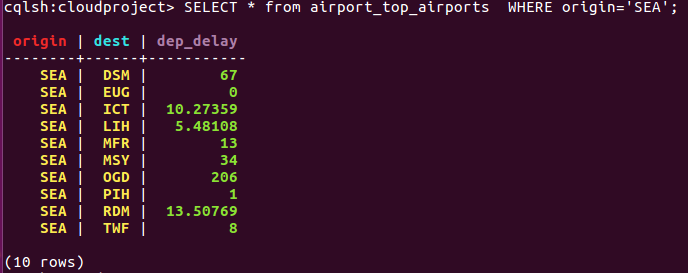 cqlsh:cloudproject> SELECT * from airport_top_airports  WHERE origin='SEA';
 origin | dest | dep_delay
--------+------+-----------
    SEA |  DSM |        67
    SEA |  EUG |         0
    SEA |  ICT |  10.27359
    SEA |  LIH |   5.48108
    SEA |  MFR |        13
    SEA |  MSY |        34
    SEA |  OGD |       206
    SEA |  PIH |         1
    SEA |  RDM |  13.50769
    SEA |  TWF |         8
(10 rows)